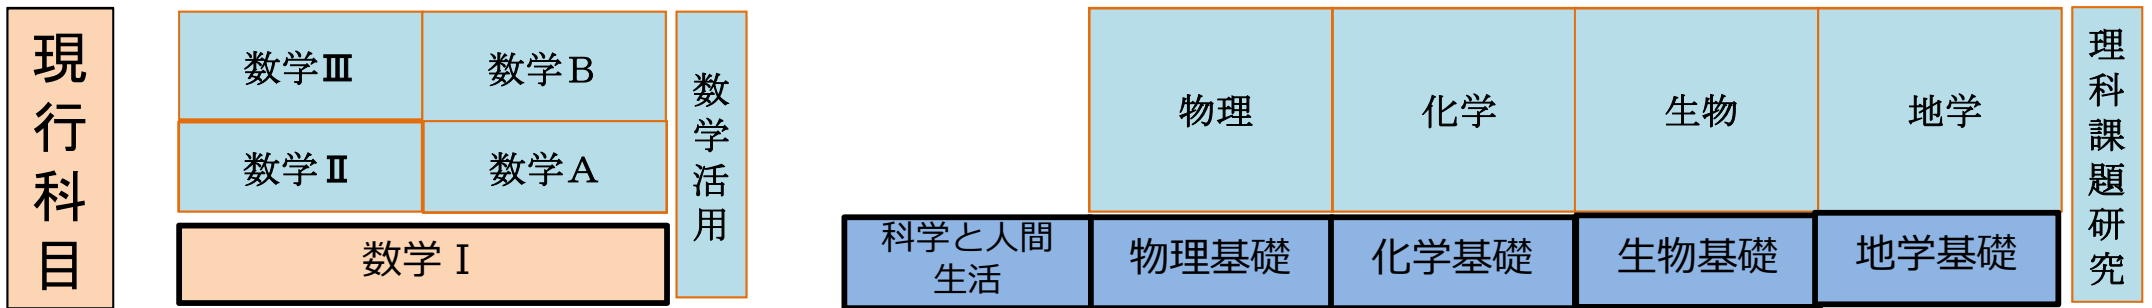 現行科目
数学Ⅲ
数学B
数学Ⅱ
数学A
数学Ⅰ
数学活用
物理
化学
生物
地学
科学と人間
生活
物理基礎
化学基礎
生物基礎
地学基礎
理科課題研究